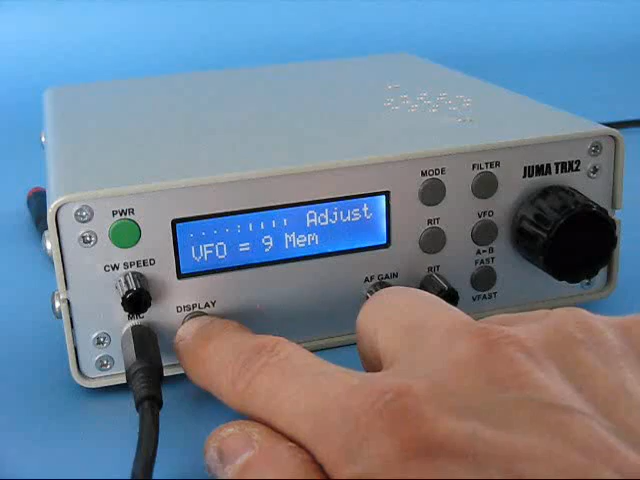 JUMA TRX2
PWR
CW SPEED
MIC
DISPLAY
Adjust
VFO = 9 Mem
MODE
FILTER
RIT
VFO
A↔B
FAST
VFAST
AF GAIN
RIT